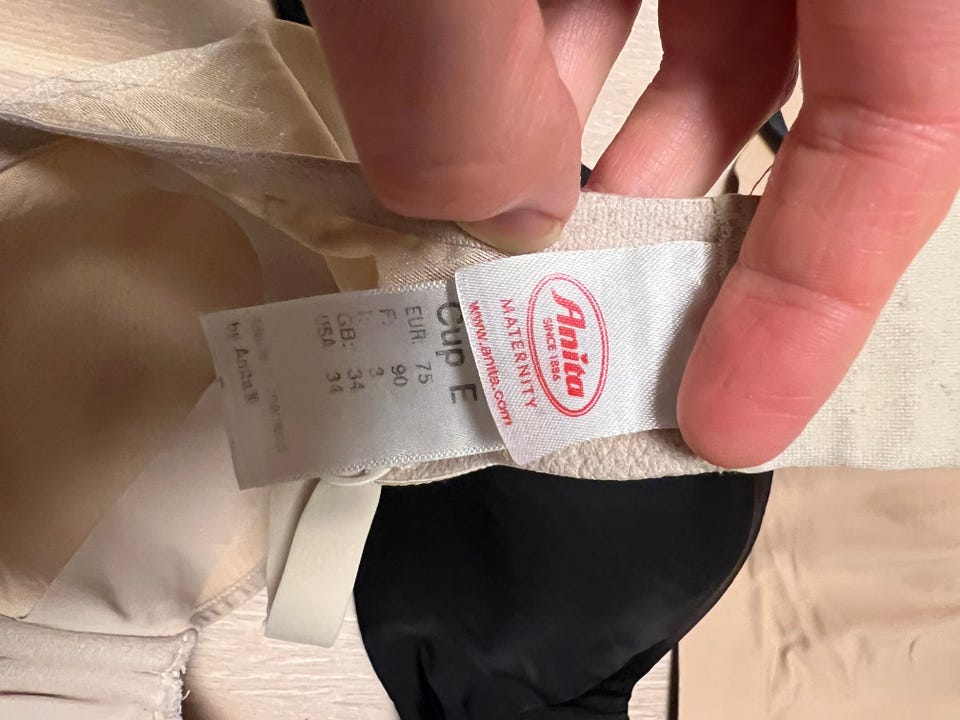 Anita
SINCE 1886
MATERNITY
www.anita.com
Cup E
EUR: 75
F: 90
I: 3
GB: 34
USA 34
by Anita